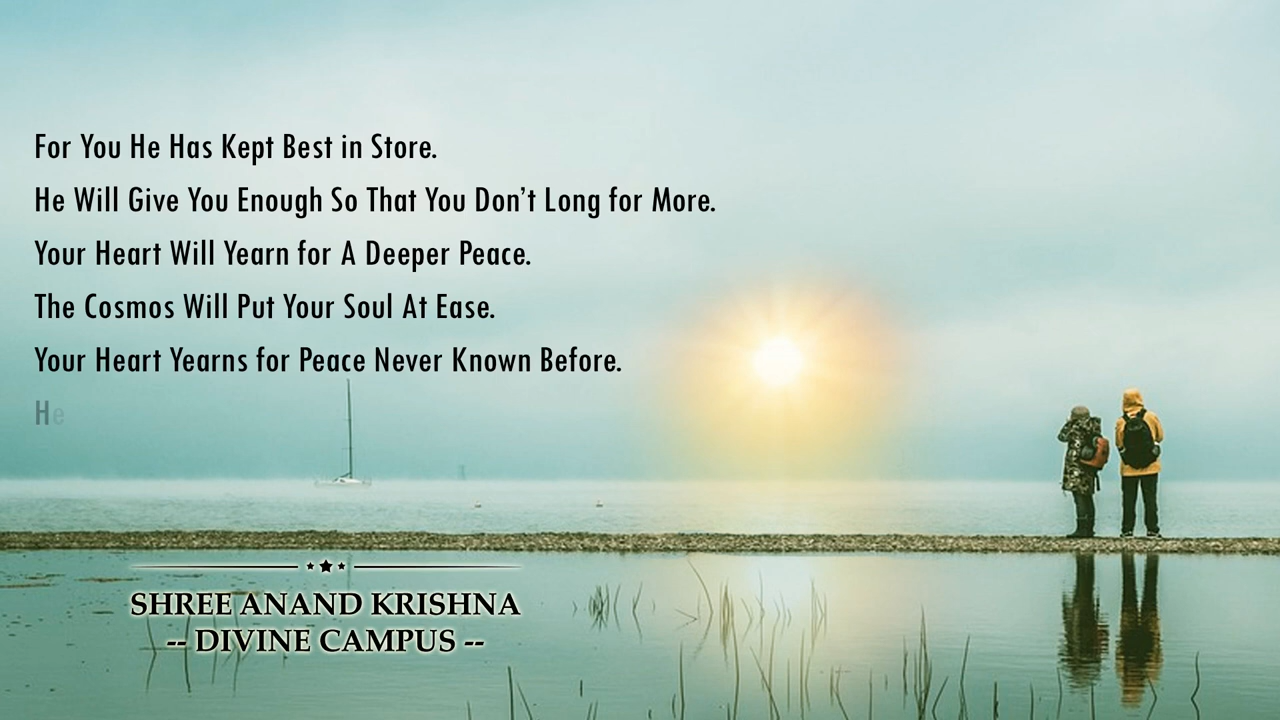 For You He Has Kept Best in Store.
He Will Give You Enough So That You Don’t Long for More.
Your Heart Will Yearn for A Deeper Peace.
The Cosmos Will Put Your Soul At Ease.
Your Heart Yearns for Peace Never Known Before.
He
SHREE ANAND KRISHNA
-- DIVINE CAMPUS --